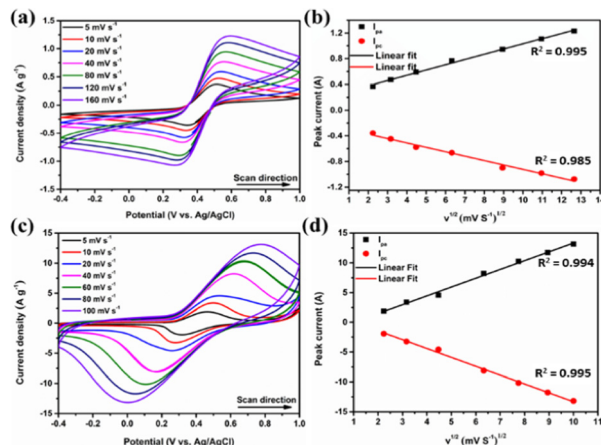 (a)
5 mV s⁻¹
10 mV s⁻¹
20 mV s⁻¹
40 mV s⁻¹
80 mV s⁻¹
120 mV s⁻¹
160 mV s⁻¹
Scan direction
1.5
1.0
0.5
0.0
-0.5
-1.0
-1.5
Current density (A g⁻¹)
-0.4 -0.2 0.0 0.2 0.4 0.6 0.8 1.0
Potential (V vs. Ag/AgCl)
(b)
Ipa
Ipc
Linear fit
Linear fit
R² = 0.995
R² = 0.985
1.2
0.8
0.4
0.0
-0.4
-0.8
-1.2
Peak current (A)
2 4 6 8 10 12
v¹ᐟ² (mV S⁻¹)¹ᐟ²
(c)
5 mV s⁻¹
10 mV s⁻¹
20 mV s⁻¹
40 mV s⁻¹
60 mV s⁻¹
80 mV s⁻¹
100 mV s⁻¹
Scan direction
15
10
5
0
-5
-10
-15
Current density (A g⁻¹)
-0.4 -0.2 0.0 0.2 0.4 0.6 0.8 1.0
Potential (V vs. Ag/AgCl)
(d)
Ipa
Ipc
Linear Fit
Linear Fit
R² = 0.994
R² = 0.995
15
10
5
0
-5
-10
-15
Peak current (A)
1 2 3 4 5 6 7 8 9 10 11
v¹ᐟ² (mV S⁻¹)¹ᐟ²